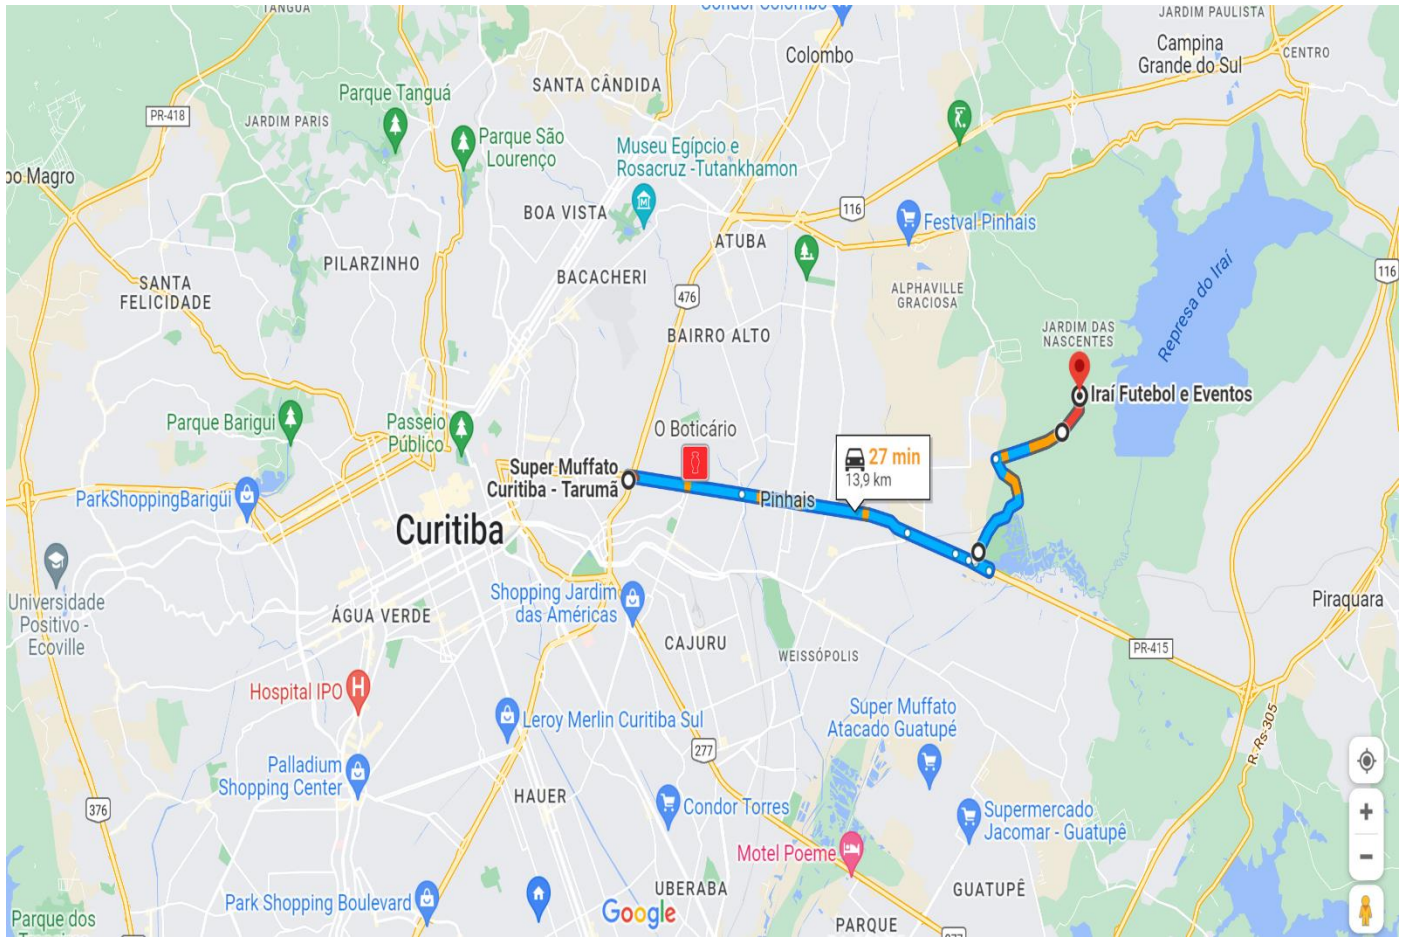 TANGUÁ
Condor Colombo
JARDIM PAULISTA
Colombo
Campina
Grande do Sul
CENTRO
SANTA CÂNDIDA
Parque Tanguá
PR-418
JARDIM PARIS
Parque São
Lourenço
Museu Egípcio e
Rosacruz -Tutankhamon
po Magro
BOA VISTA
116
Festval Pinhais
ATUBA
PILARZINHO
BACACHERI
SANTA
FELICIDADE
ALPHAVILLE
GRACIOSA
Represa do Iraí
116
476
BAIRRO ALTO
JARDIM DAS
NASCENTES
Iraí Futebol e Eventos
Parque Barigui
Passeio
Público
O Boticário
Super Muffato
Curitiba - Tarumã
27 min
13,9 km
ParkShoppingBarigüi
Pinhais
Curitiba
Universidade
Positivo -
Ecoville
Shopping Jardim
das Américas
ÁGUA VERDE
Piraquara
CAJURU
WEISSÓPOLIS
PR-415
Hospital IPO
H
Leroy Merlin Curitiba Sul
Super Muffato
Atacado Guatupé
R. Rs-305
277
Palladium
Shopping Center
HAUER
376
Condor Torres
Supermercado
Jacomar - Guatupê
Motel Poeme
UBERABA
GUATUPÊ
Park Shopping Boulevard
Google
PARQUE
Parque dos
277
+
−